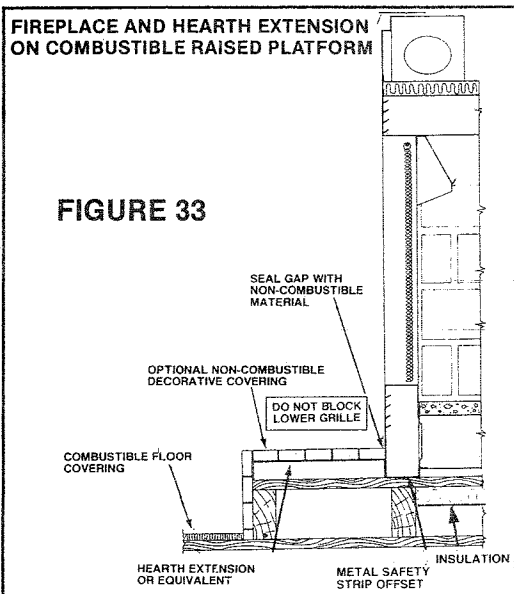 FIREPLACE AND HEARTH EXTENSION
ON COMBUSTIBLE RAISED PLATFORM
FIGURE 33
SEAL GAP WITH
NON-COMBUSTIBLE
MATERIAL
OPTIONAL NON-COMBUSTIBLE
DECORATIVE COVERING
DO NOT BLOCK
LOWER GRILLE
COMBUSTIBLE FLOOR
COVERING
HEARTH EXTENSION
OR EQUIVALENT
METAL SAFETY
STRIP OFFSET
INSULATION